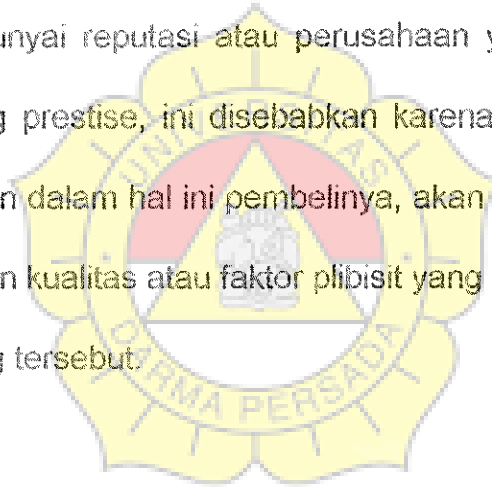 unyai reputasi atau perusahaan y
g prestise, ini disebabkan karena
n dalam hal ini pembelinya, akan
n kualitas atau faktor plibisit yang
g tersebut.
UNIVERSITAS
DARMA PERSADA